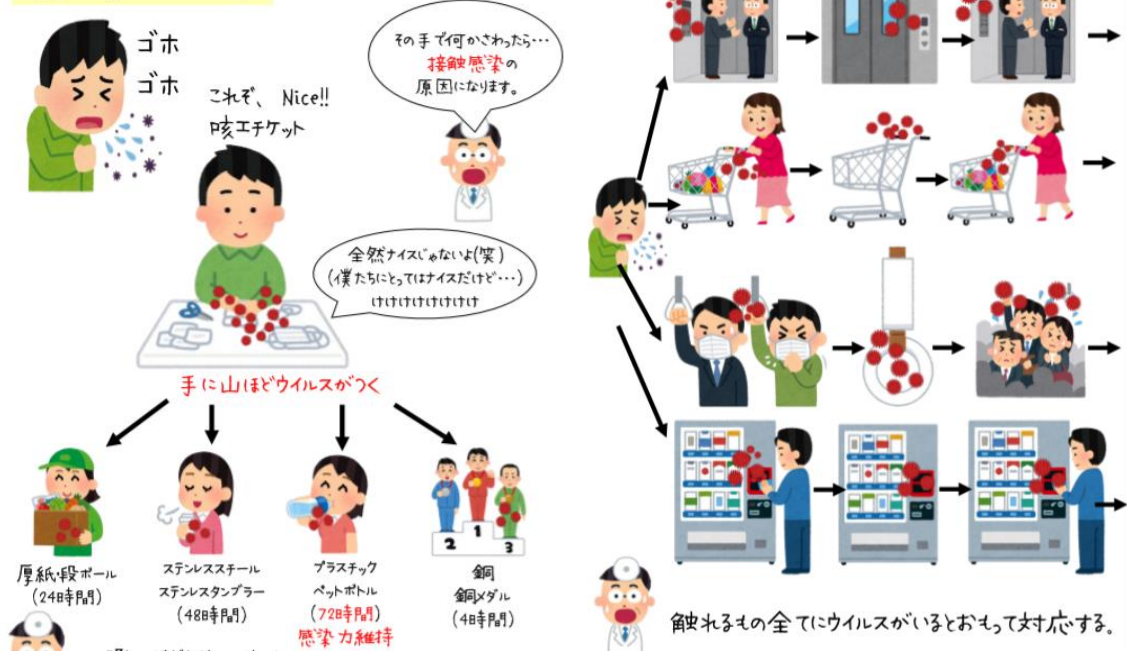 ゴホ
ゴホ
これぞ、Nice!!
咳エチケット
その手で何かさわったら…
接触感染の
原因になります。
全然ナイスじゃないよ(笑)
(僕たちにとってはナイスだけど…)
けけけけけけけけけ
手に山ほどウイルスがつく
厚紙・段ボール
(24時間)
ステンレススチール
ステンレスタンブラー
(48時間)
プラスチック
ペットボトル
(72時間)
感染力維持
2
1
3
銅
銅メダル
(4時間)
触れるもの全てにウイルスがいるとおもって対応する。